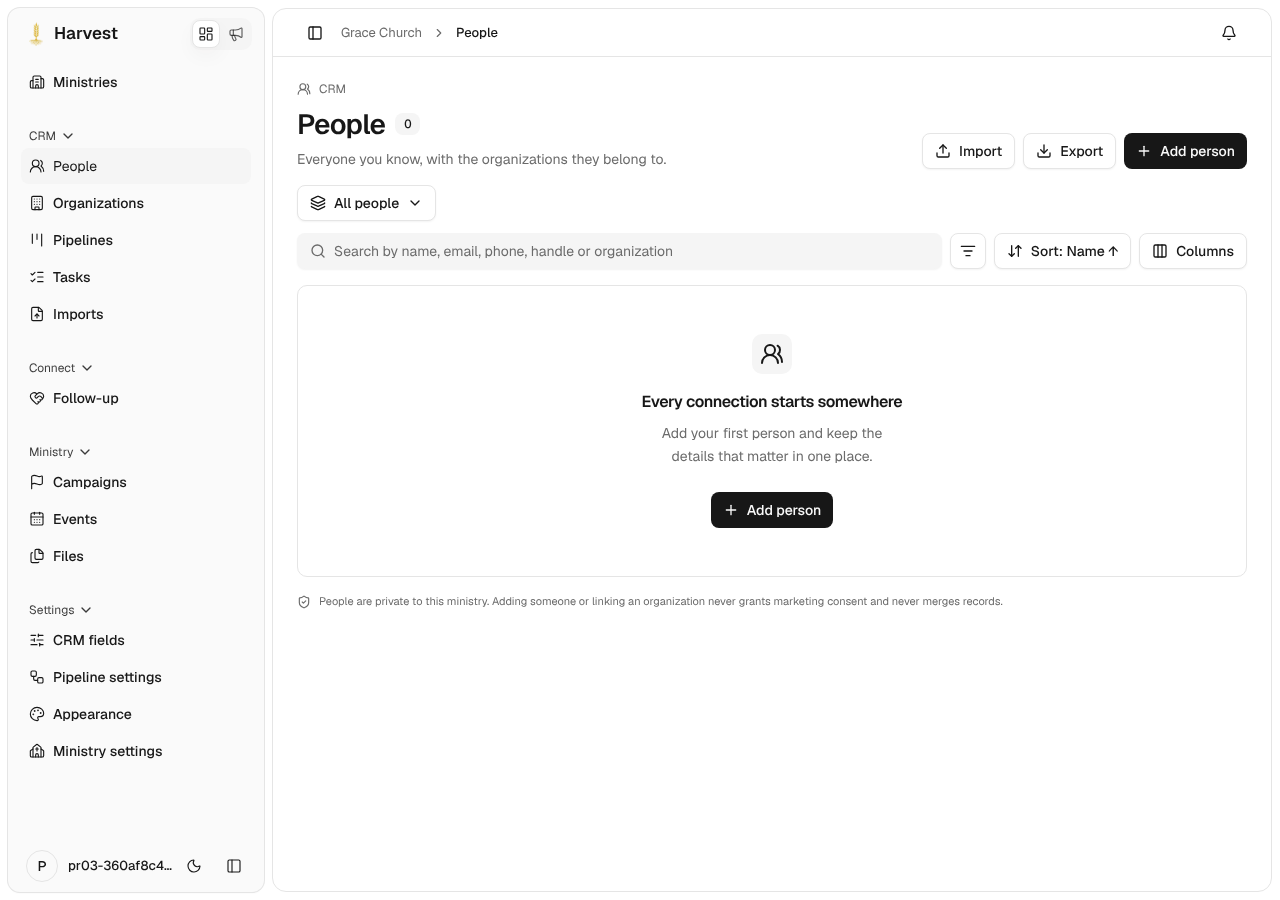 Harvest
Ministries
CRM
People
Organizations
Pipelines
Tasks
Imports
Connect
Follow-up
Ministry
Campaigns
Events
Files
Settings
CRM fields
Pipeline settings
Appearance
Ministry settings
P
pr03-360af8c4...
Grace Church > People
CRM
People 0
Everyone you know, with the organizations they belong to.
Import
Export
Add person
All people
Search by name, email, phone, handle or organization
Sort: Name ↑
Columns
Every connection starts somewhere
Add your first person and keep the
details that matter in one place.
Add person
People are private to this ministry. Adding someone or linking an organization never grants marketing consent and never merges records.